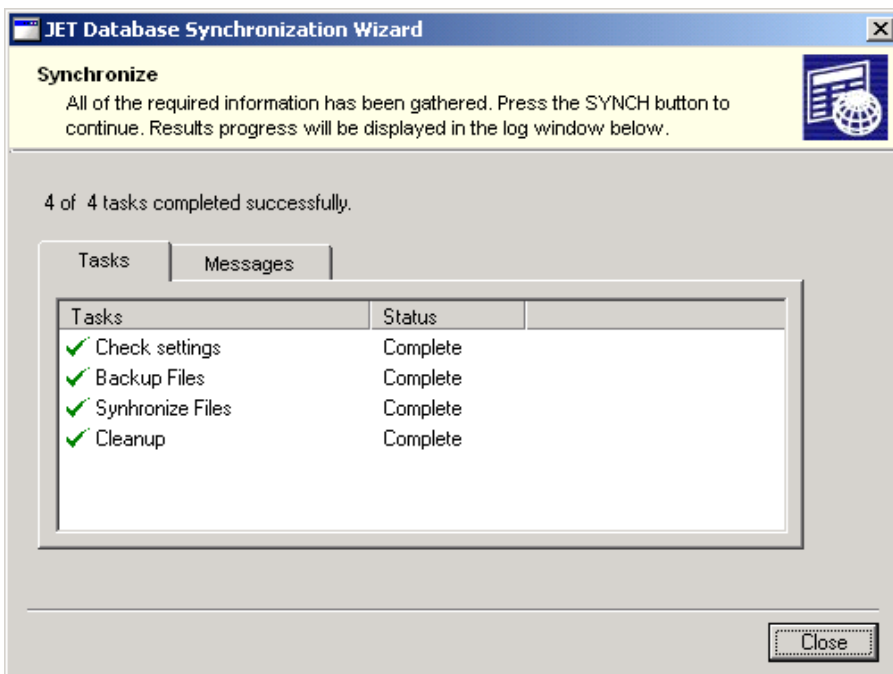 JET Database Synchronization Wizard
Synchronize
All of the required information has been gathered. Press the SYNCH button to
continue. Results progress will be displayed in the log window below.
4 of 4 tasks completed successfully.
Tasks Messages
Tasks Status
Check settings Complete
Backup Files Complete
Synhronize Files Complete
Cleanup Complete
Close